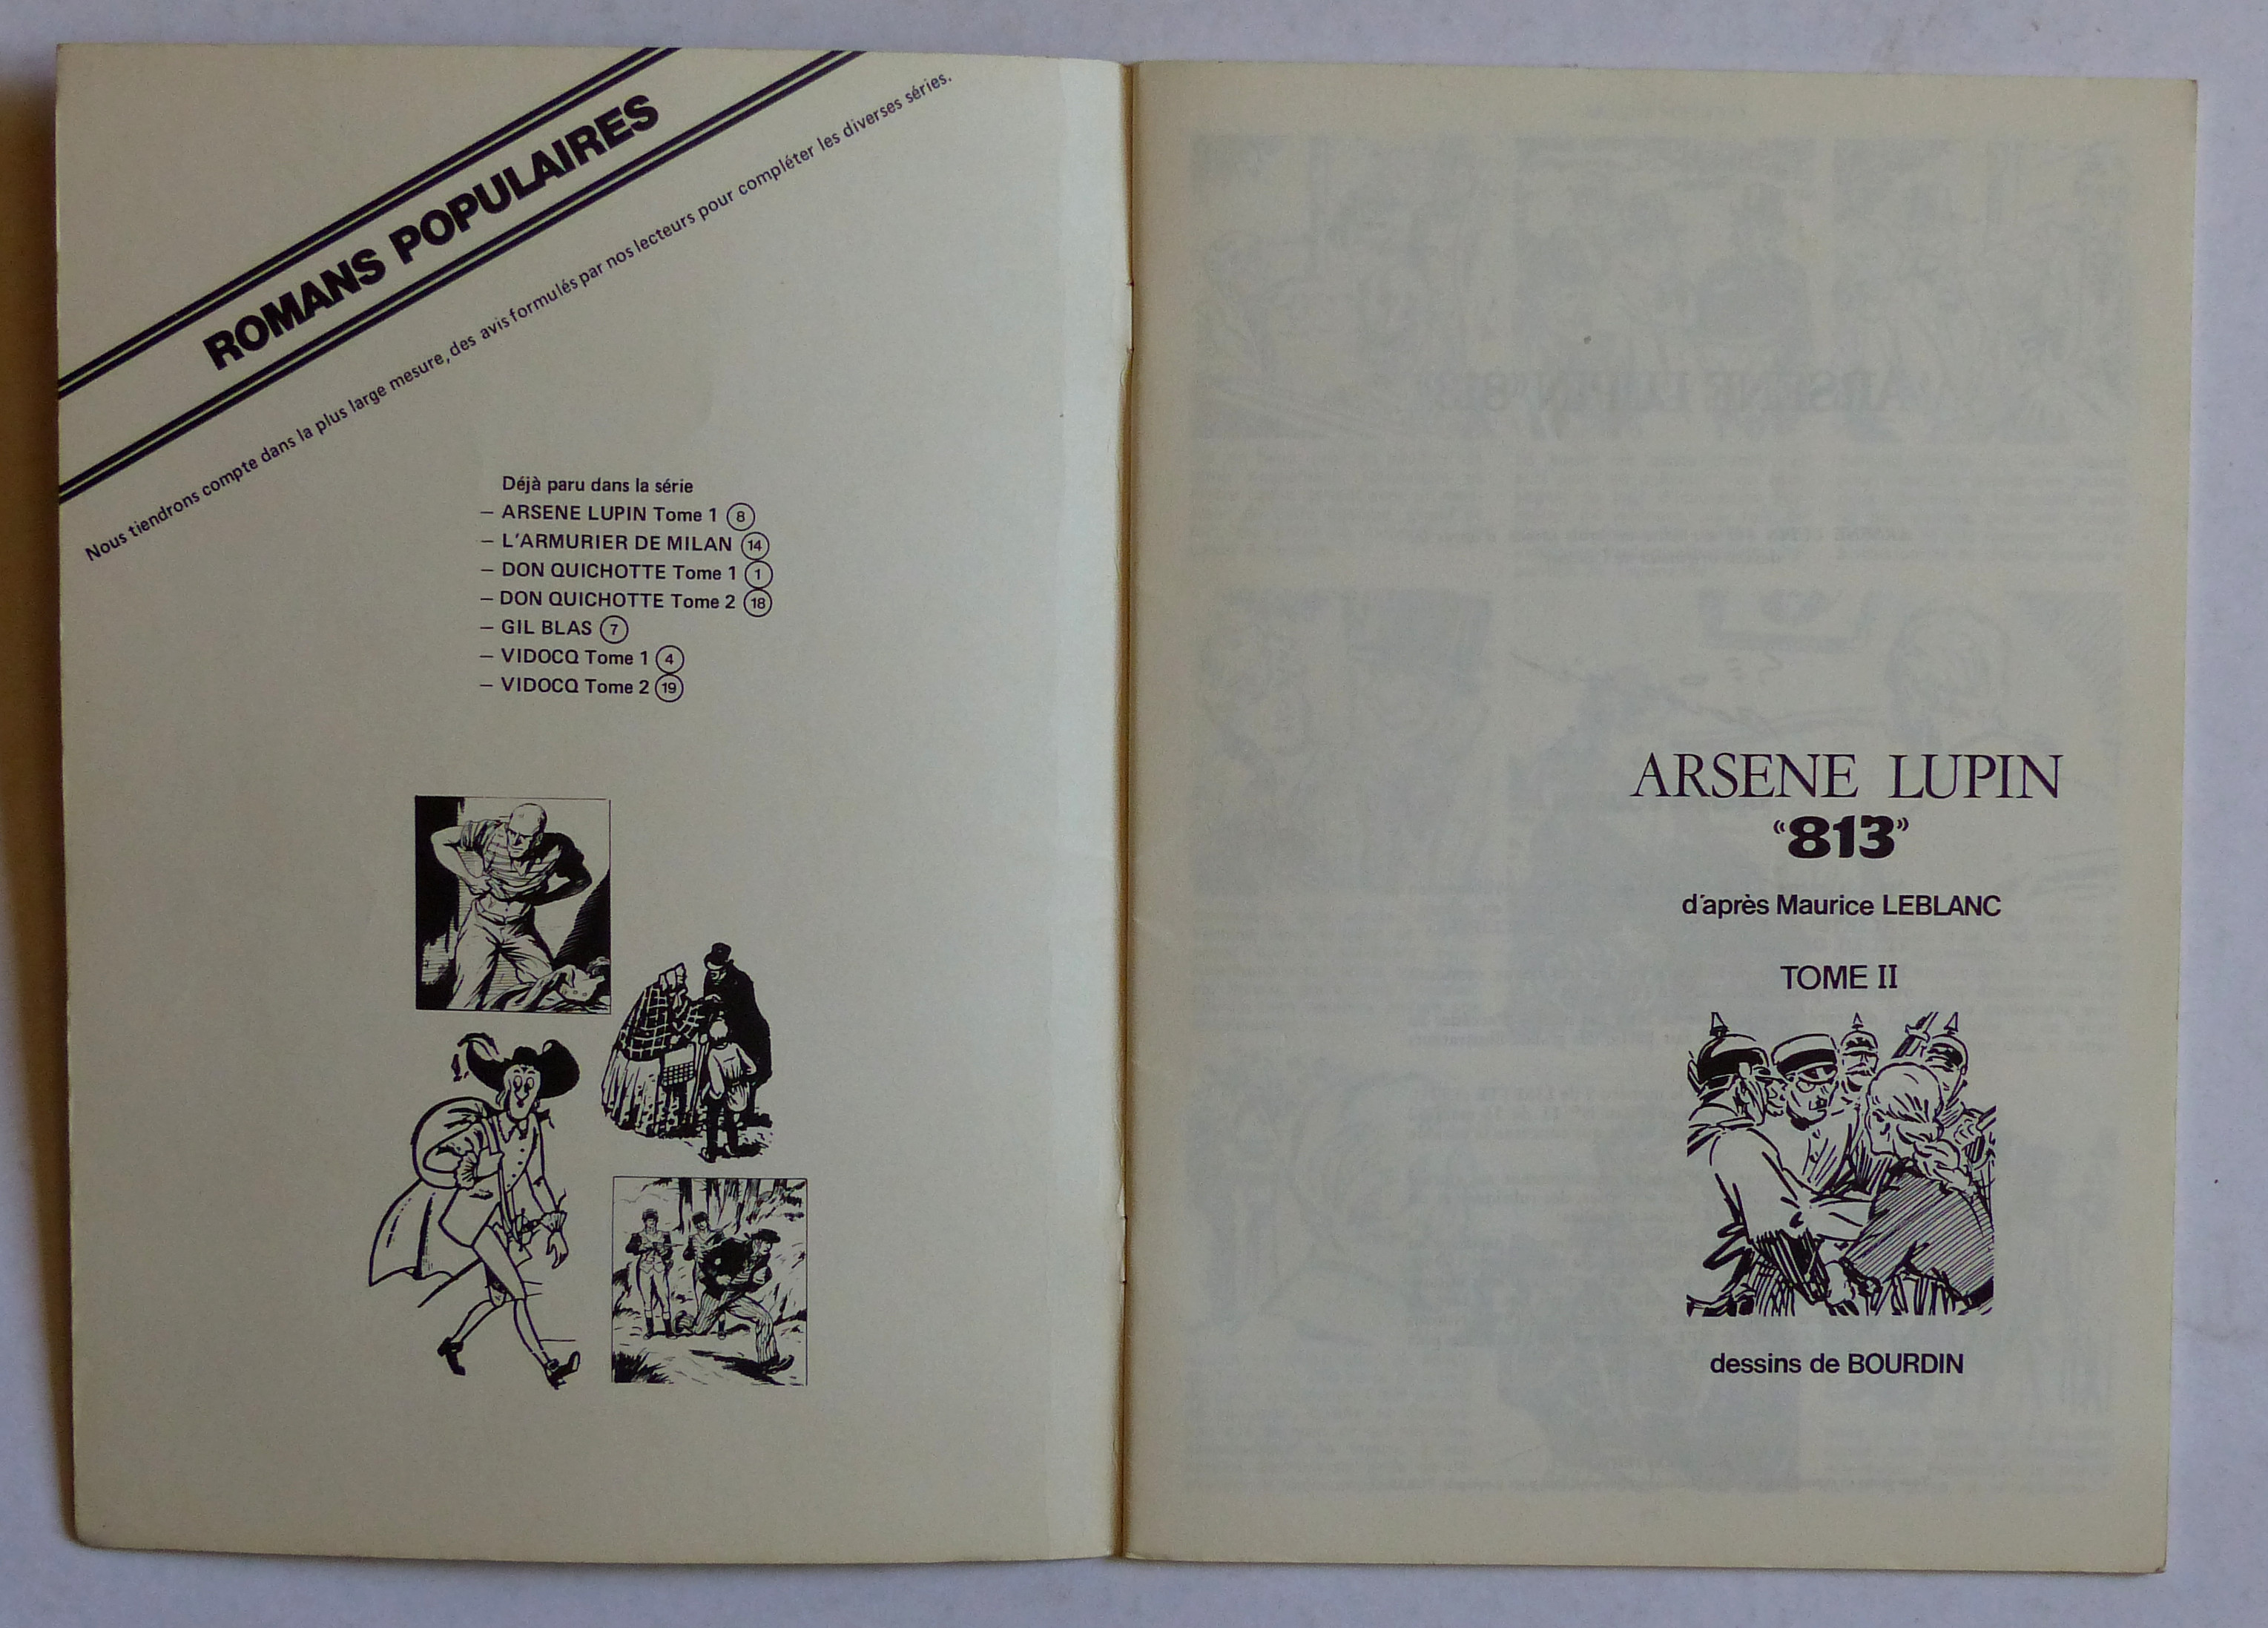 ROMANS POPULAIRES
Nous tiendrons compte dans la plus large mesure, des avis formulés par nos lecteurs pour compléter les diverses séries.
Déjà paru dans la série
– ARSENE LUPIN Tome 1 8
– L'ARMURIER DE MILAN 14
– DON QUICHOTTE Tome 1 1
– DON QUICHOTTE Tome 2 18
– GIL BLAS 7
– VIDOCQ Tome 1 4
– VIDOCQ Tome 2 19
ARSENE LUPIN
“813”
d'après Maurice LEBLANC
TOME II
dessins de BOURDIN